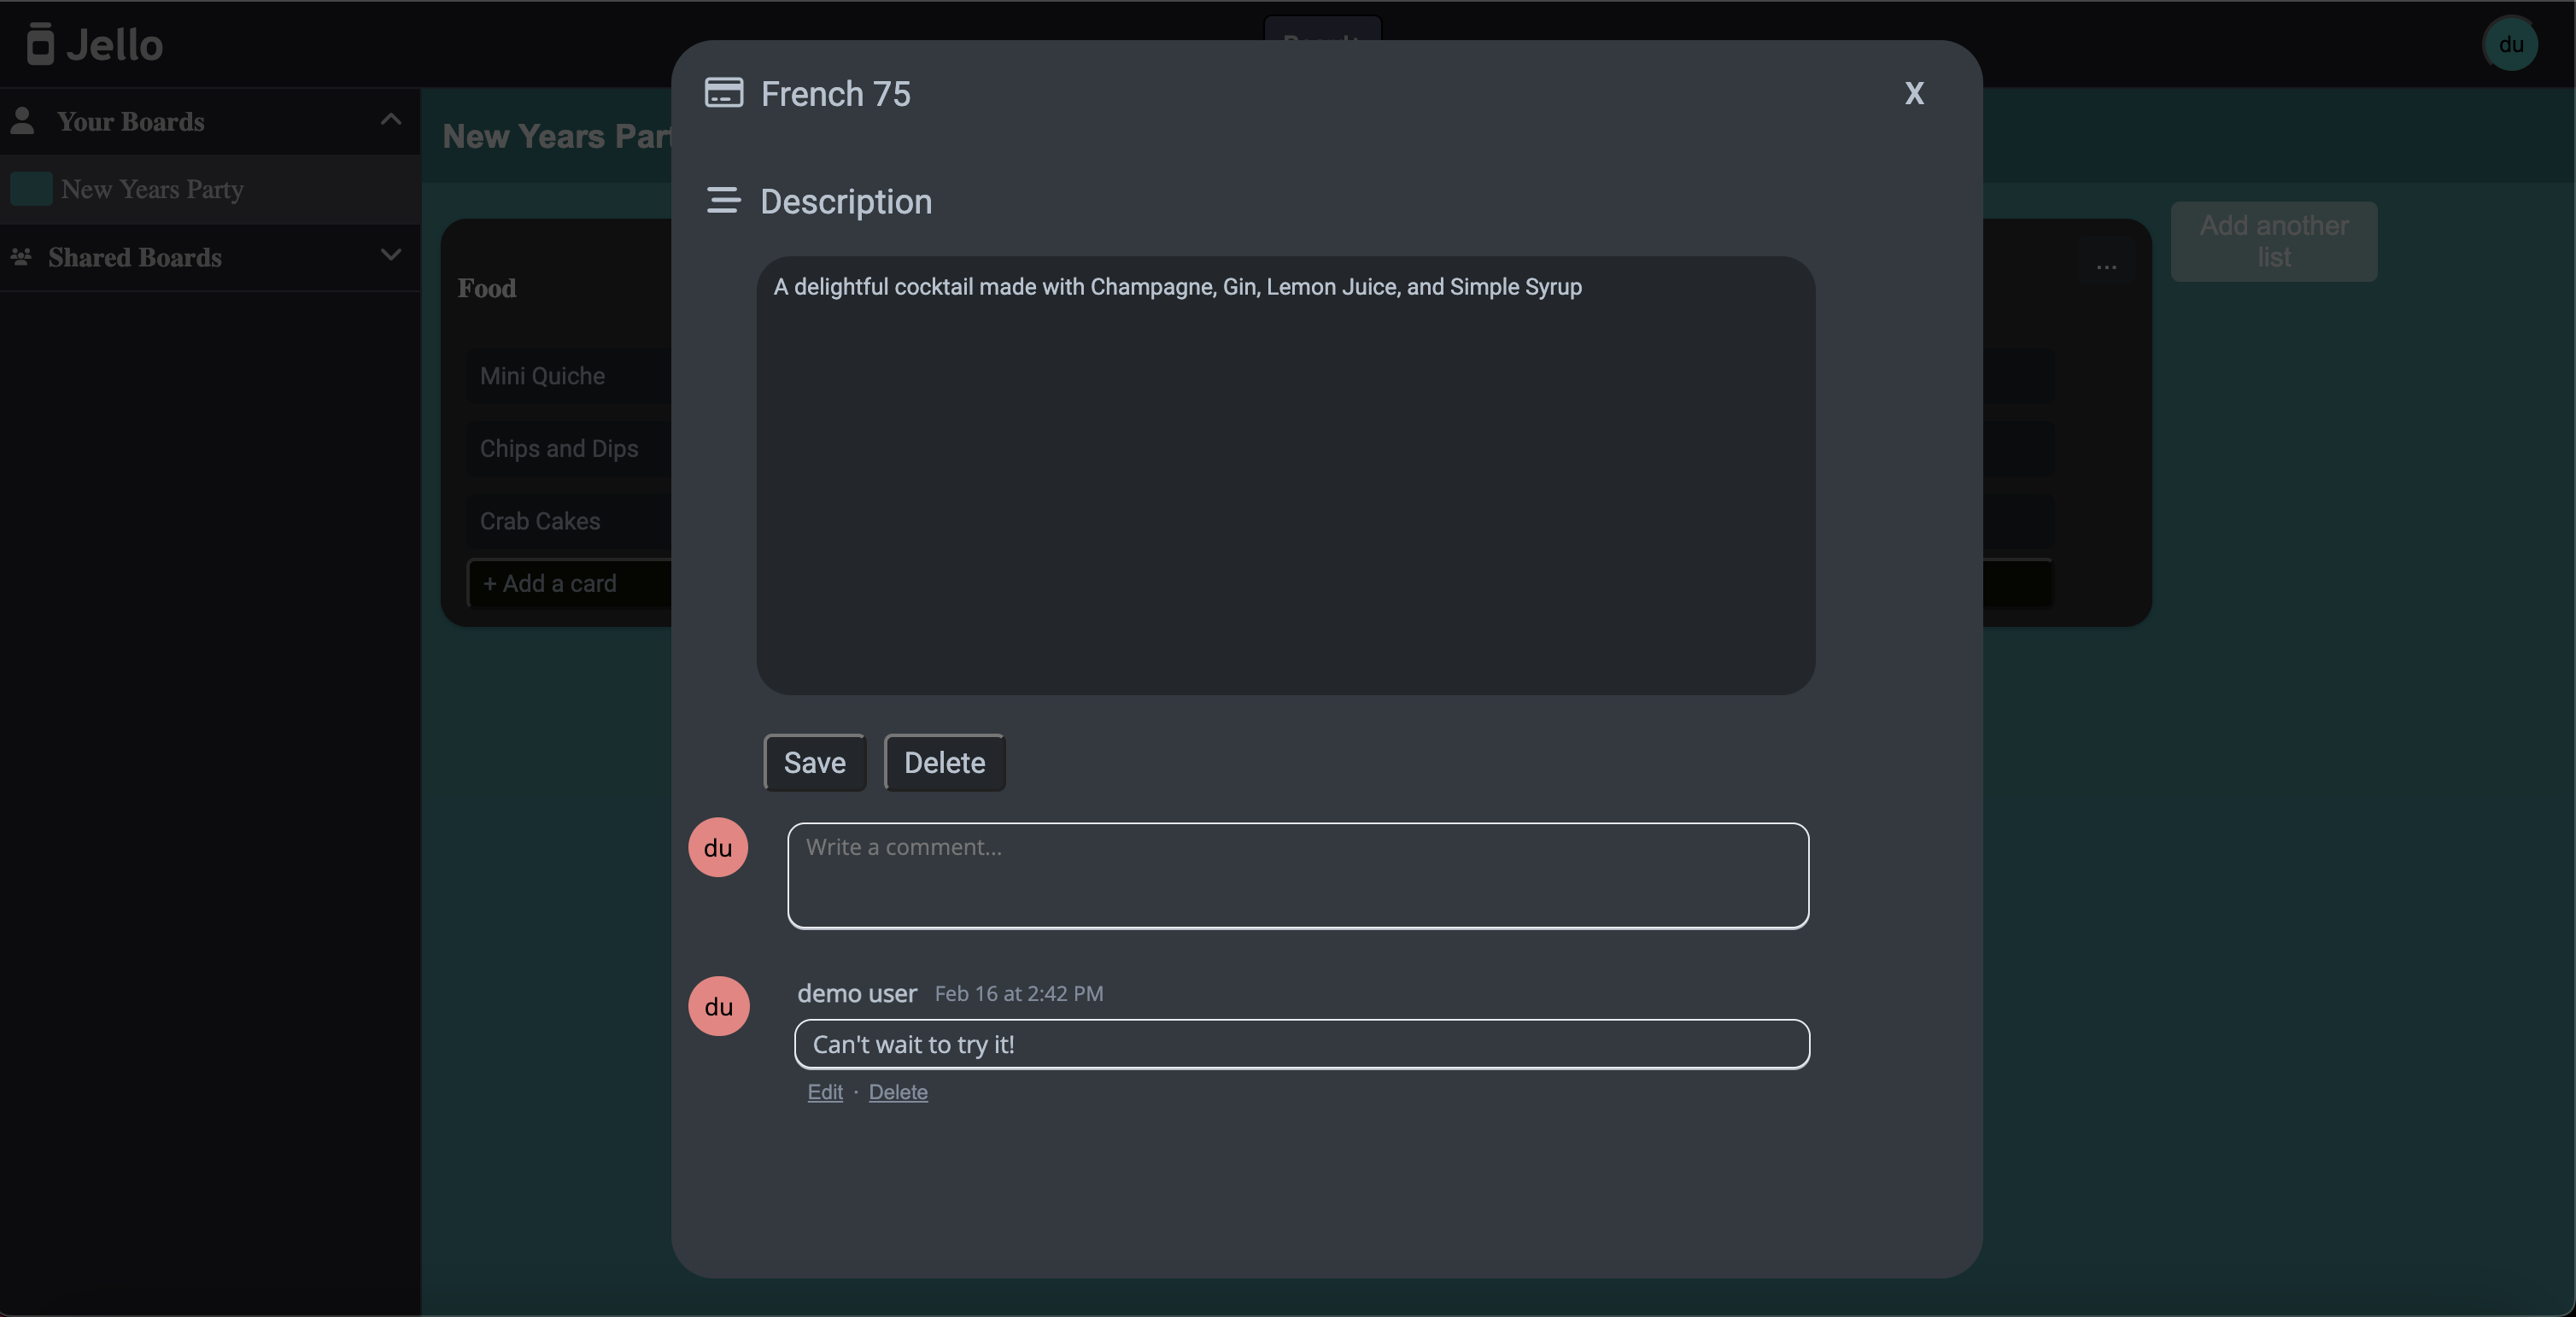 Jello
du
Your Boards
New Years Party
Shared Boards
New Years Par
Food
Mini Quiche
Chips and Dips
Crab Cakes
+ Add a card
...
Add another
list
French 75
X
Description
A delightful cocktail made with Champagne, Gin, Lemon Juice, and Simple Syrup
Save
Delete
du
Write a comment...
du
demo user Feb 16 at 2:42 PM
Can't wait to try it!
Edit · Delete